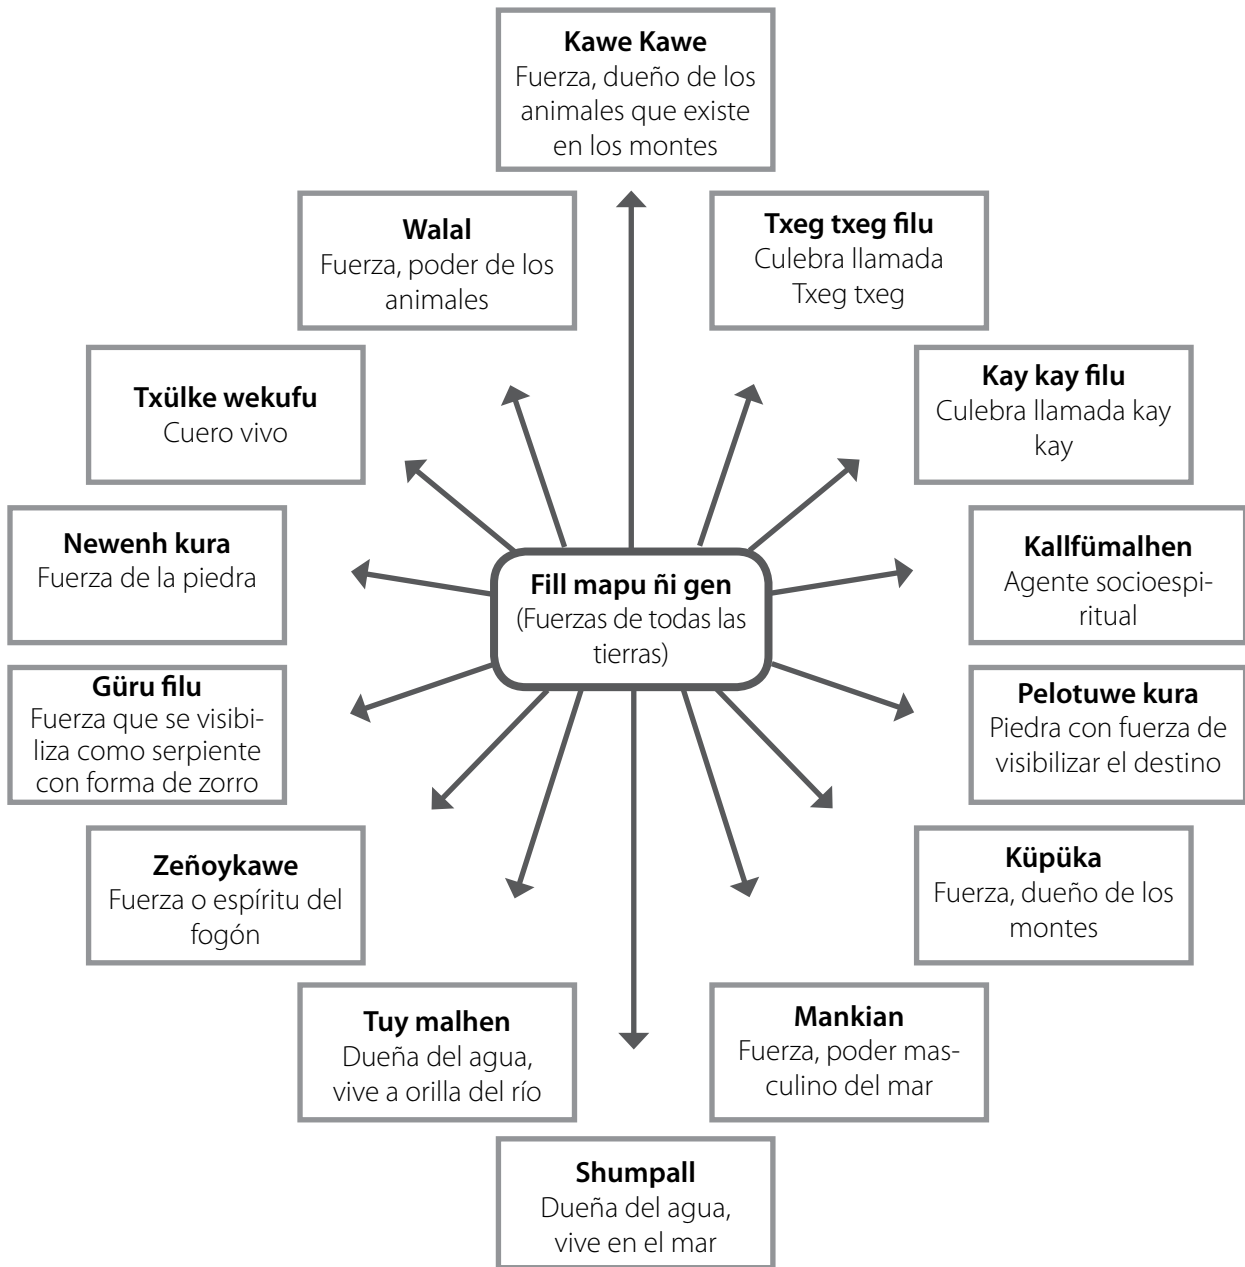 Kawe Kawe
Fuerza, dueño de los
animales que existe
en los montes
Walal
Fuerza, poder de los
animales
Txeg txeg filu
Culebra llamada
Txeg txeg
Txülke wekufu
Cuero vivo
Kay kay filu
Culebra llamada kay
kay
Newenh kura
Fuerza de la piedra
Fill mapu ñi gen
(Fuerzas de todas las
tierras)
Kallfümalhen
Agente socioespi-
ritual
Güru filu
Fuerza que se visibi-
liza como serpiente
con forma de zorro
Pelotuwe kura
Piedra con fuerza de
visibilizar el destino
Zeñoykawe
Fuerza o espíritu del
fogón
Küpüka
Fuerza, dueño de los
montes
Tuy malhen
Dueña del agua,
vive a orilla del río
Mankian
Fuerza, poder mas-
culino del mar
Shumpall
Dueña del agua,
vive en el mar